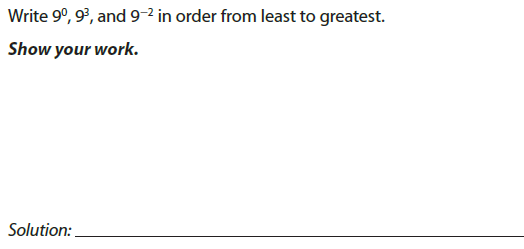 Write 9⁰, 9³, and 9⁻² in order from least to greatest.
Show your work.
Solution: